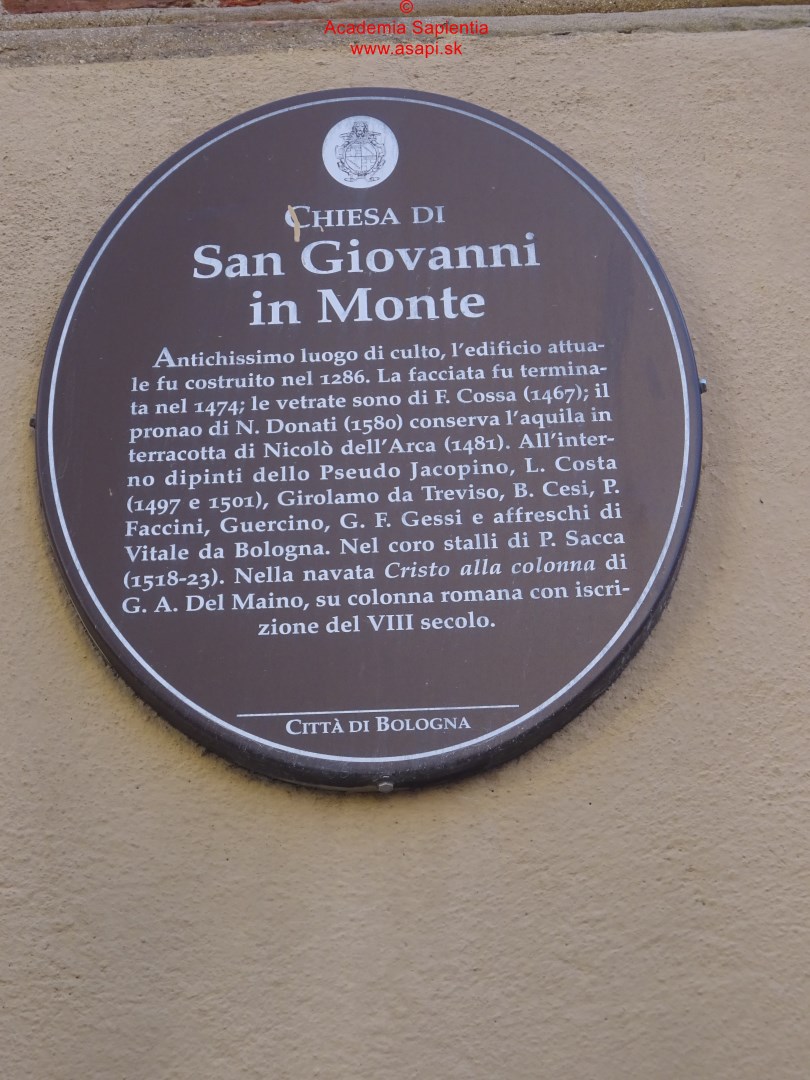 ©
Academia Sapientia
www.asapi.sk
CHIESA DI
San Giovanni
in Monte
Antichissimo luogo di culto, l'edificio attua-
le fu costruito nel 1286. La facciata fu termina-
ta nel 1474; le vetrate sono di F. Cossa (1467); il
pronao di N. Donati (1580) conserva l'aquila in
terracotta di Nicolò dell'Arca (1481). All'inter-
no dipinti dello Pseudo Jacopino, L. Costa
(1497 e 1501), Girolamo da Treviso, B. Cesi, P.
Faccini, Guercino, G. F. Gessi e affreschi di
Vitale da Bologna. Nel coro stalli di P. Sacca
(1518-23). Nella navata Cristo alla colonna di
G. A. Del Maino, su colonna romana con iscri-
zione del VIII secolo.
CITTÀ DI BOLOGNA